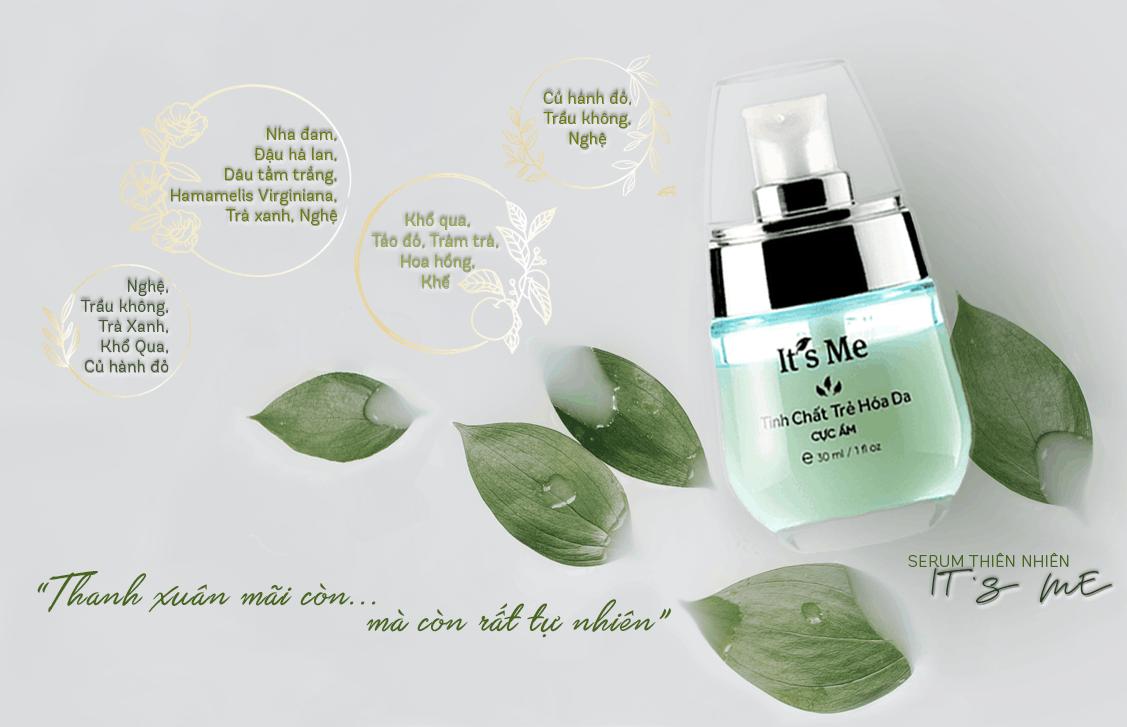 Củ hành đỏ,
Trầu không,
Nghệ
Nha đam,
Đậu hà lan,
Dâu tằm trắng,
Hamamelis Virginiana,
Trà xanh, Nghệ
Khổ qua,
Táo đỏ, Tràm trà,
Hoa hồng,
Khế
Nghệ,
Trầu không,
Trà Xanh,
Khổ Qua,
Củ hành đỏ
It's Me
Tinh Chất Trẻ Hóa Da
CỰC ẨM
e 30 ml / 1 fl oz
SERUM THIÊN NHIÊN
IT'S ME
"Thanh xuân mãi còn...
mà còn rất tự nhiên"